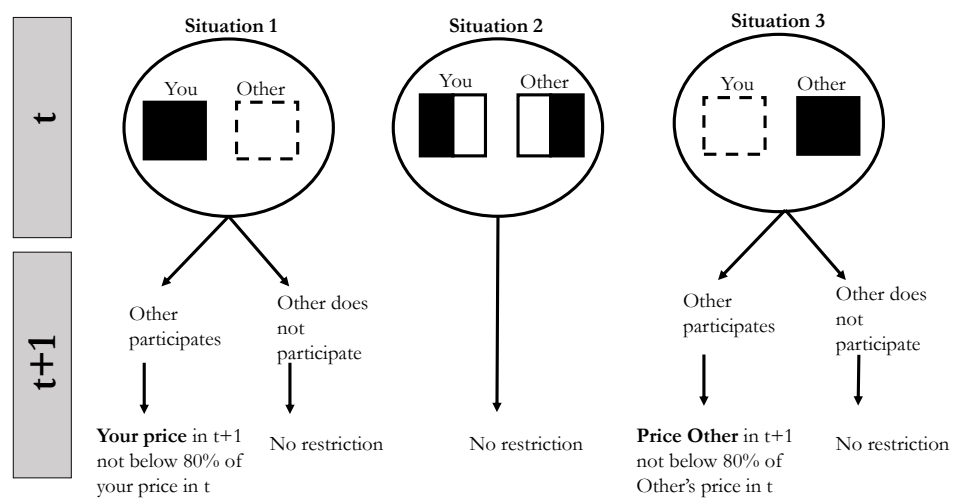 t
Situation 1
You Other
Situation 2
You Other
Situation 3
You Other
t+1
Other
participates
Other does
not
participate
Other
participates
Other does
not
participate
Your price in t+1
not below 80% of
your price in t
No restriction
No restriction
Price Other in t+1
not below 80% of
Other's price in t
No restriction